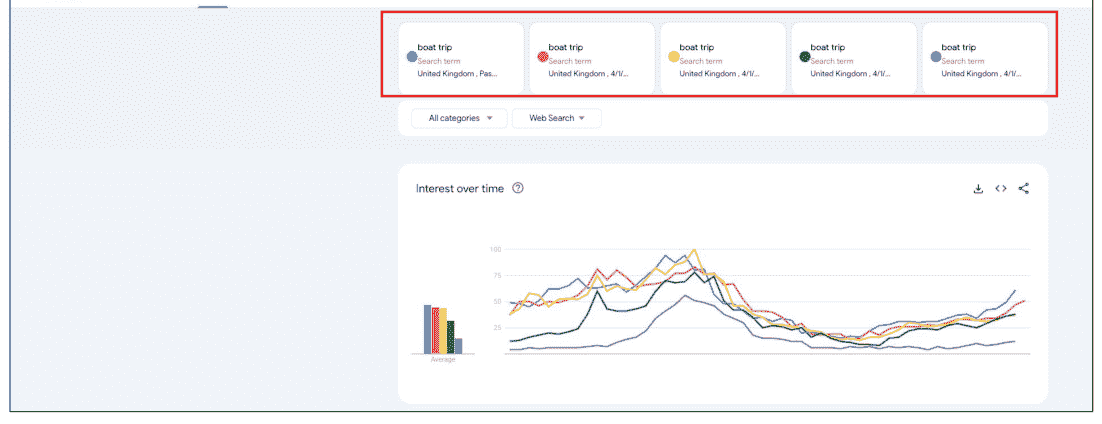 boat trip
Search term
United Kingdom , Pas...
boat trip
Search term
United Kingdom , 4/1/...
boat trip
Search term
United Kingdom , 4/1/...
boat trip
Search term
United Kingdom , 4/1/...
boat trip
Search term
United Kingdom , 4/1/...
All categories
Web Search
Interest over time
100
75
50
25
Average